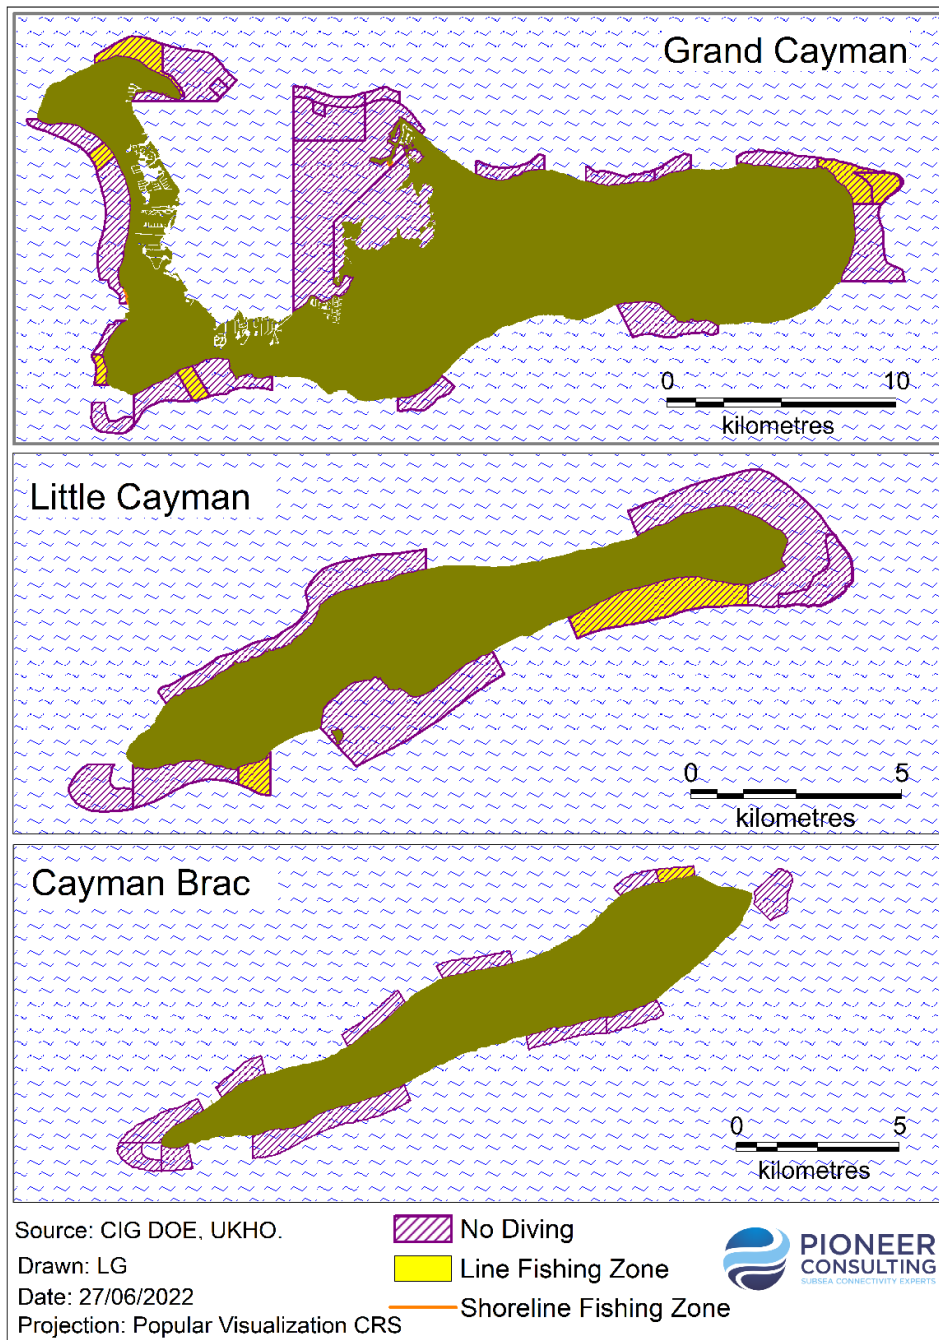 Grand Cayman
0 10
kilometres
Little Cayman
0 5
kilometres
Cayman Brac
0 5
kilometres
Source: CIG DOE, UKHO.
Drawn: LG
Date: 27/06/2022
Projection: Popular Visualization CRS
No Diving
Line Fishing Zone
Shoreline Fishing Zone
PIONEER
CONSULTING
SUBSEA CONNECTIVITY EXPERTS